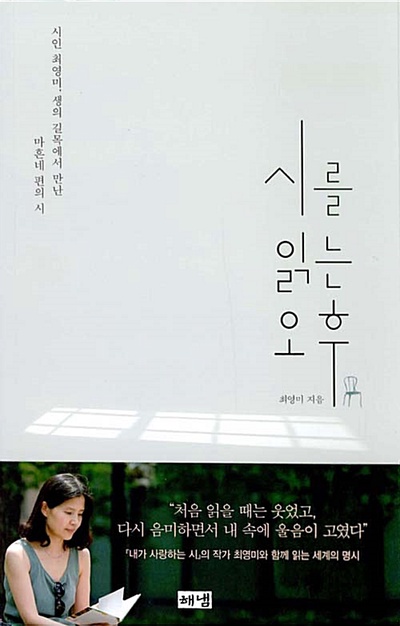 시인 최영미, 생의 길목에서 만난
마흔네 편의 시
시를
읽는
오후
최영미 지음
“처음 읽을 때는 웃었고,
다시 음미하면서 내 속에 울음이 고였다”
『내가 사랑하는 시』의 작가 최영미와 함께 읽는 세계의 명시
해냄